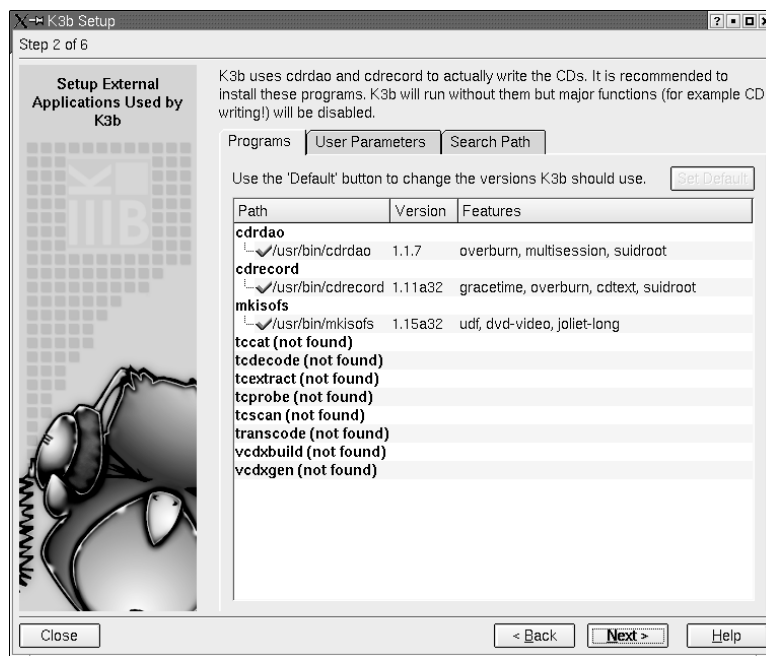 K3b Setup
Step 2 of 6
Setup External
Applications Used by
K3b
K3b uses cdrdao and cdrecord to actually write the CDs. It is recommended to
install these programs. K3b will run without them but major functions (for example CD
writing!) will be disabled.
Programs User Parameters Search Path
Use the 'Default' button to change the versions K3b should use. Set Default
Path Version Features
cdrdao
/usr/bin/cdrdao 1.1.7 overburn, multisession, suidroot
cdrecord
/usr/bin/cdrecord 1.11a32 gracetime, overburn, cdtext, suidroot
mkisofs
/usr/bin/mkisofs 1.15a32 udf, dvd-video, joliet-long
tccat (not found)
tcdecode (not found)
tcextract (not found)
tcprobe (not found)
tcscan (not found)
transcode (not found)
vcdxbuild (not found)
vcdxgen (not found)
Close < Back Next > Help